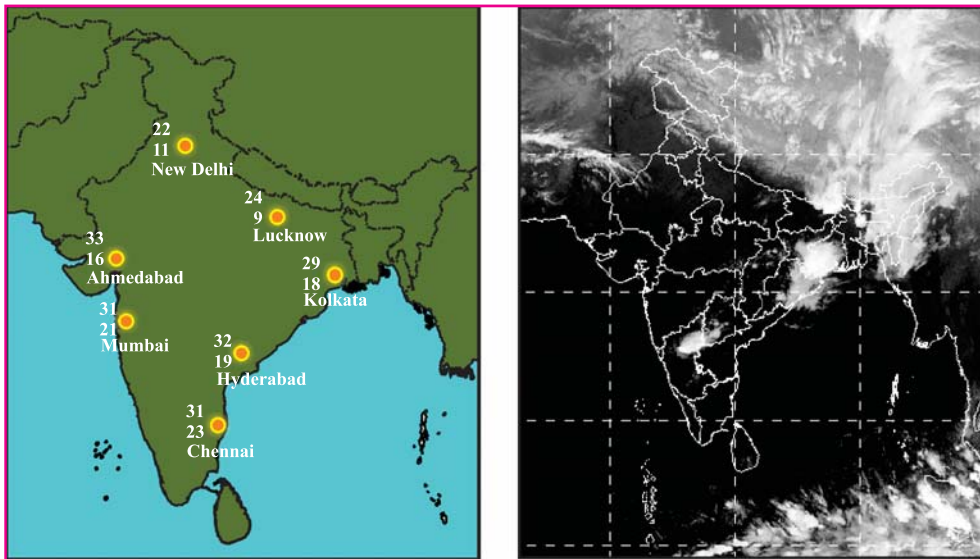 22
11
New Delhi
24
9
Lucknow
33
16
Ahmedabad
29
18
Kolkata
31
21
Mumbai
32
19
Hyderabad
31
23
Chennai